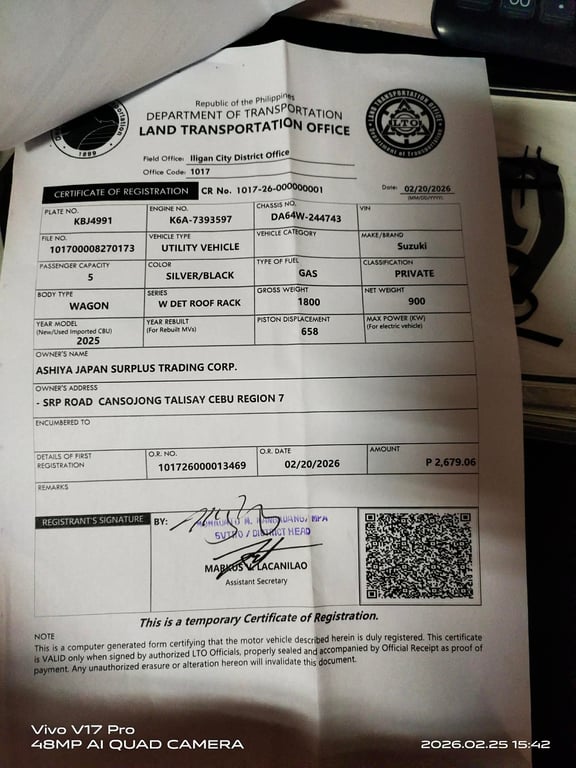 Republic of the Philippines
DEPARTMENT OF TRANSPORTATION
LAND TRANSPORTATION OFFICE
LTO
1899
Field Office: Iligan City District Office
Office Code: 1017
CERTIFICATE OF REGISTRATION CR No. 1017-26-000000001 Date: 02/20/2026
(MM/DD/YYYY)
PLATE NO. ENGINE NO. CHASSIS NO. VIN
KBJ4991 K6A-7393597 DA64W-244743
FILE NO. VEHICLE TYPE VEHICLE CATEGORY MAKE/BRAND
101700008270173 UTILITY VEHICLE Suzuki
PASSENGER CAPACITY COLOR TYPE OF FUEL CLASSIFICATION
5 SILVER/BLACK GAS PRIVATE
BODY TYPE SERIES GROSS WEIGHT NET WEIGHT
WAGON W DET ROOF RACK 1800 900
YEAR MODEL YEAR REBUILT PISTON DISPLACEMENT MAX POWER (KW)
(New/Used Imported CBU) (For Rebuilt MVs) 658 (For electric vehicle)
2025
OWNER'S NAME
ASHIYA JAPAN SURPLUS TRADING CORP.
OWNER'S ADDRESS
- SRP ROAD CANSOJONG TALISAY CEBU REGION 7
ENCUMBERED TO
DETAILS OF FIRST REGISTRATION O.R. NO. O.R. DATE AMOUNT
101726000013469 02/20/2026 P 2,679.06
REMARKS
REGISTRANT'S SIGNATURE BY:
MPA
/ DISTRICT HEAD
MARKUS V. LACANILAO
Assistant Secretary
This is a temporary Certificate of Registration.
NOTE
This is a computer generated form certifying that the motor vehicle described herein is duly registered. This certificate
is VALID only when signed by authorized LTO Officials, properly sealed and accompanied by Official Receipt as proof of
payment. Any unauthorized erasure or alteration hereon will invalidate this document.
Vivo V17 Pro
48MP AI QUAD CAMERA
2026.02.25 15:42